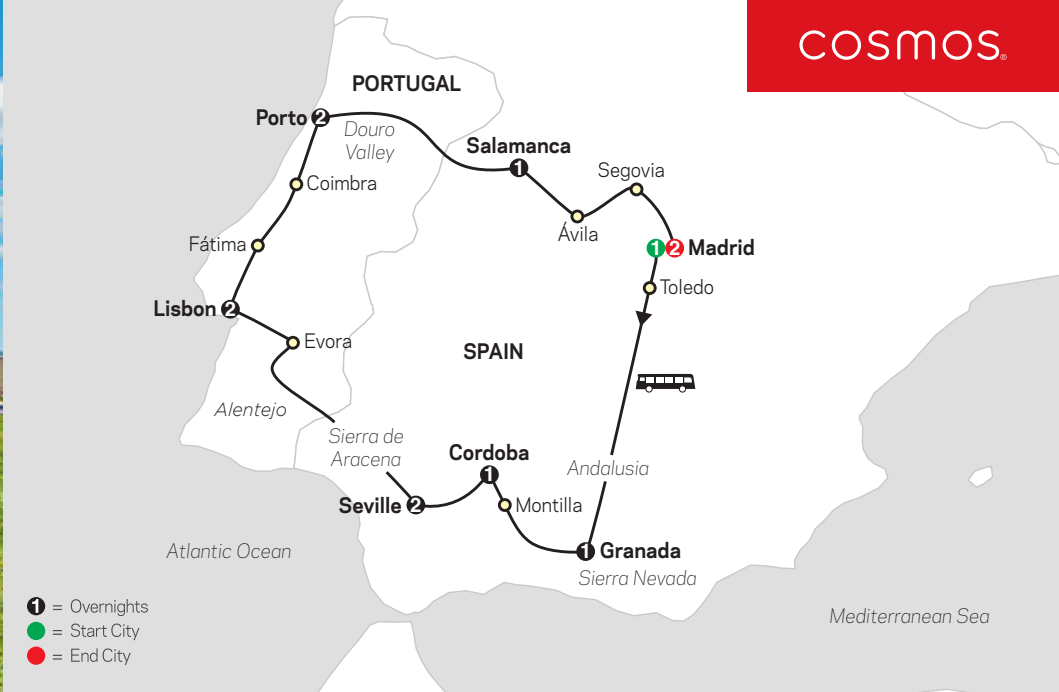 COSMOS®
PORTUGAL
Porto 2
Douro
Valley
Salamanca
1
Segovia
Coimbra
Ávila
Fátima
1 2 Madrid
Toledo
Lisbon 2
Evora
SPAIN
Alentejo
Sierra de
Aracena
Cordoba
1
Andalusia
Seville 2
Montilla
1 Granada
Sierra Nevada
Atlantic Ocean
Mediterranean Sea
1 = Overnights
= Start City
= End City